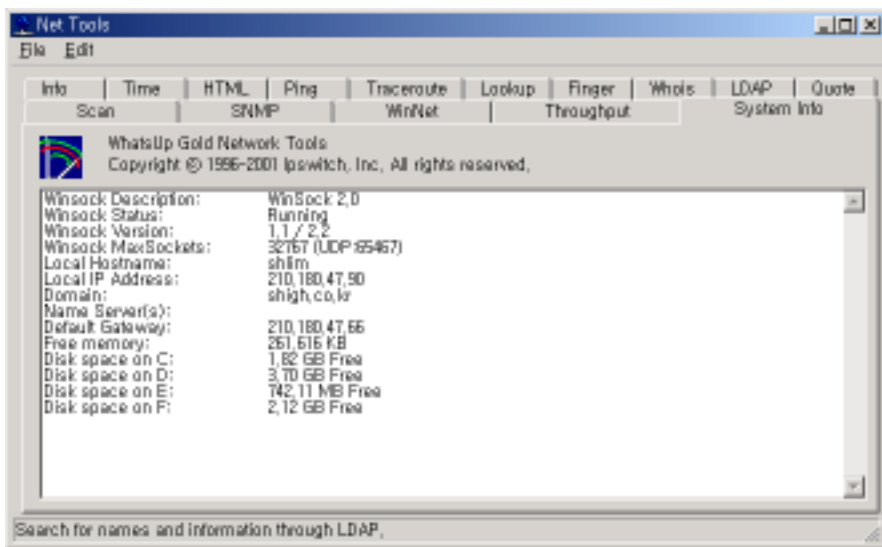 Net Tools
File Edit
Info Time HTML Ping Traceroute Lookup Finger Whois LDAP Quote
Scan SNMP WinNet Throughput System Info
WhatsUp Gold Network Tools
Copyright © 1996-2001 Ipswitch, Inc, All rights reserved,
Winsock Description: WinSock 2,0
Winsock Status: Running
Winsock Version: 1,1 / 2,2
Winsock MaxSockets: 32767 (UDP:65467)
Local Hostname: shlim
Local IP Address: 210,180,47,90
Domain: shigh,co,kr
Name Server(s):
Default Gateway: 210,180,47,66
Free memory: 261,616 KB
Disk space on C: 1,82 GB Free
Disk space on D: 3,70 GB Free
Disk space on E: 742,11 MB Free
Disk space on F: 2,12 GB Free
Search for names and information through LDAP,